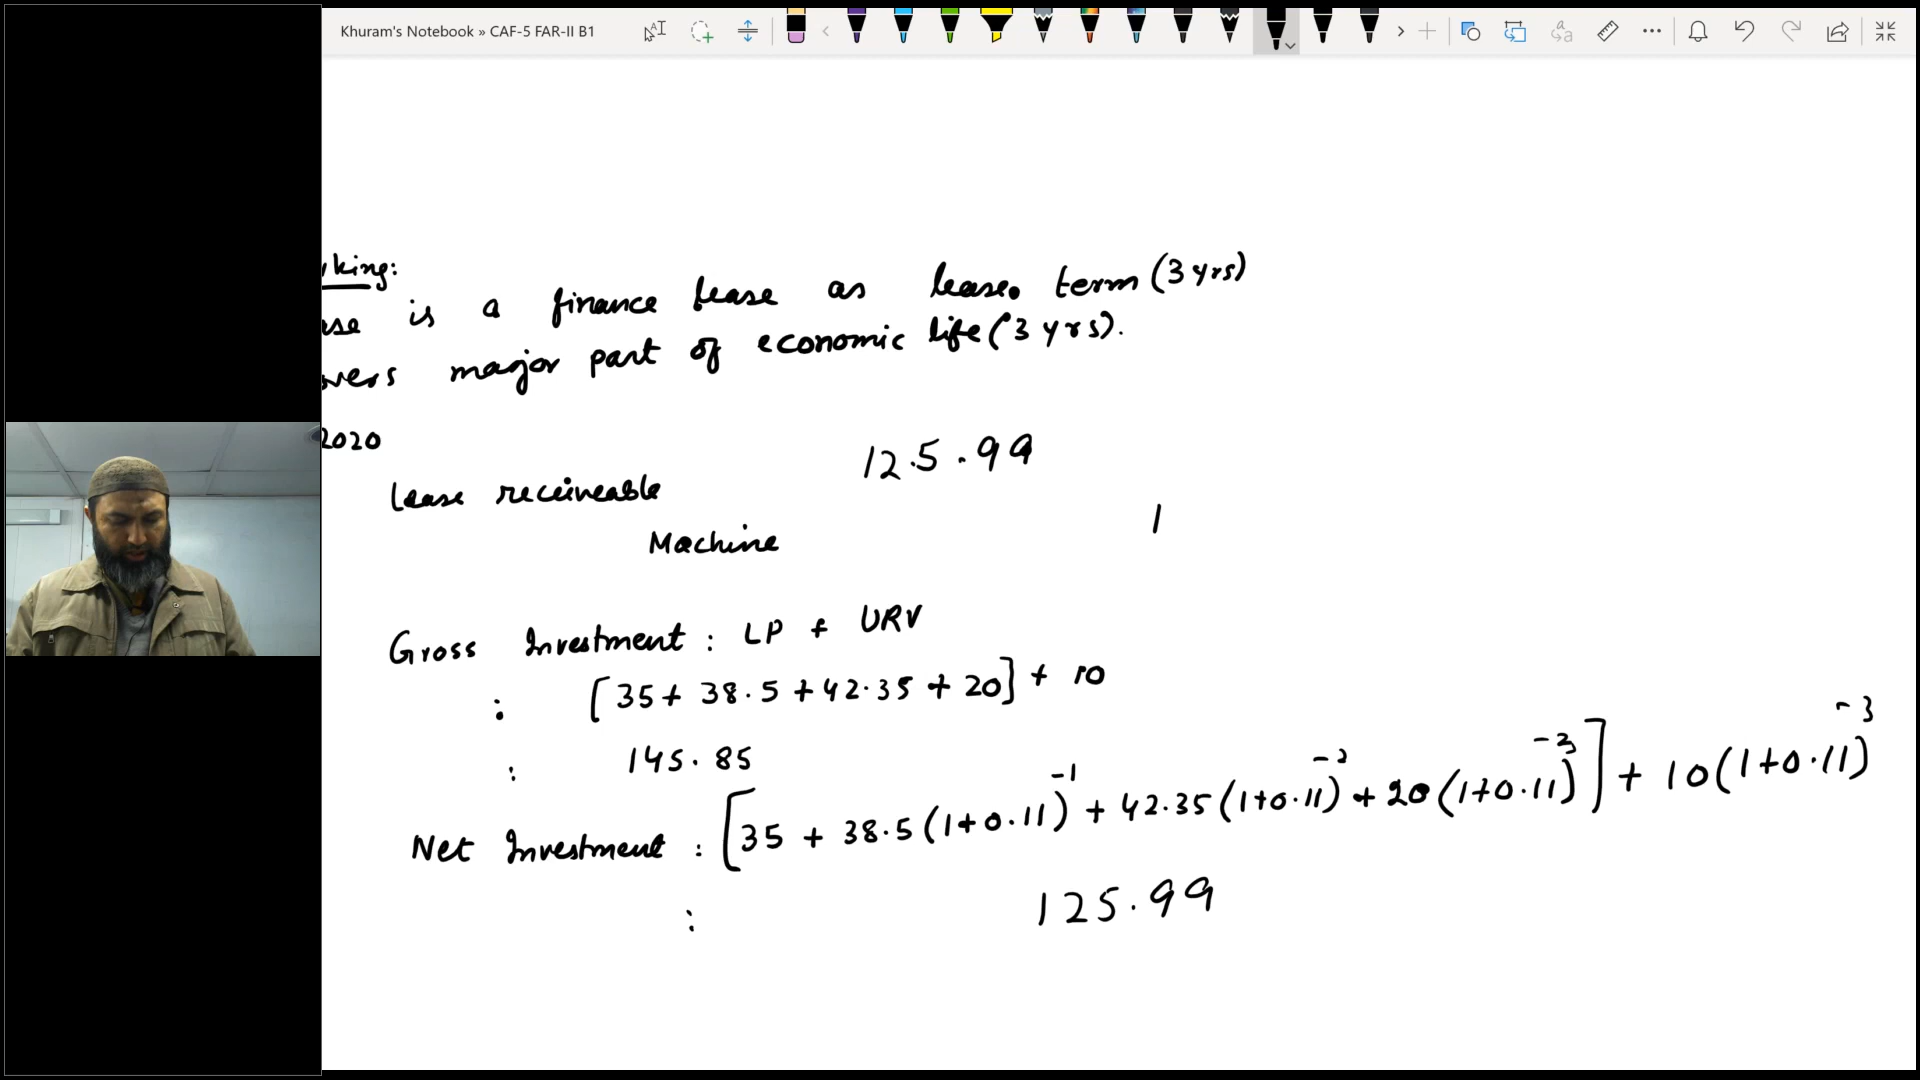 Khuram's Notebook » CAF-5 FAR-II B1
king:
is a finance lease as lease. term (3 yrs)
major part of economic life (3 yrs).
2020
Lease receiveable 125.99
Machine 1
Gross Investment : LP + URV
: [35 + 38.5 + 42.35 + 20] + 10
: 145.85
Net Investment : [35 + 38.5(1+0.11)^-1 + 42.35(1+0.11)^-2 + 20(1+0.11)^-3] + 10(1+0.11)^-3
: 125.99